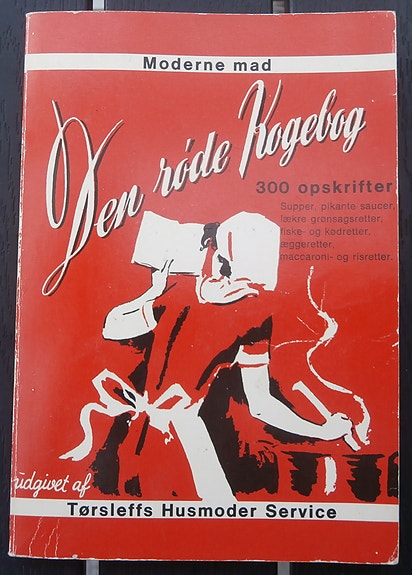 Moderne mad
Den røde Kogebog
300 opskrifter
Supper, pikante saucer,
lækre grønsagsretter,
fiske- og kødretter,
æggeretter,
maccaroni- og risretter.
udgivet af
Tørsleffs Husmoder Service